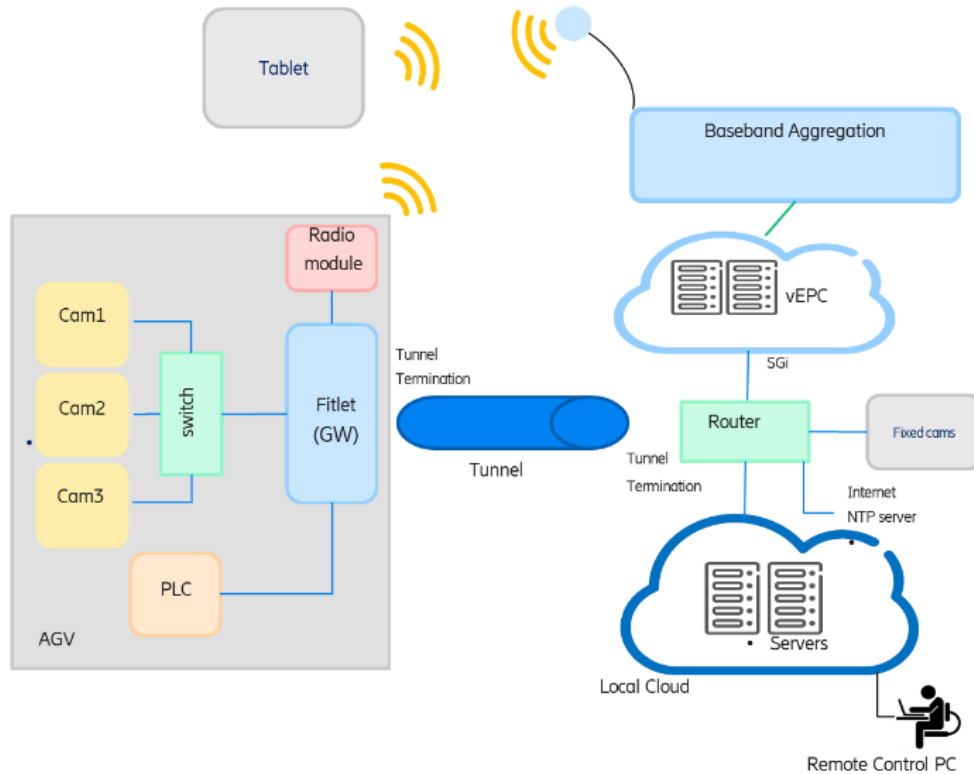 Tablet
Baseband Aggregation
Radio
module
vEPC
Cam1
SGi
Tunnel
Termination
switch
Cam2
Fitlet
(GW)
Router
Fixed cams
Tunnel
Tunnel
Termination
Cam3
Internet
NTP server
PLC
AGV
Servers
Local Cloud
Remote Control PC